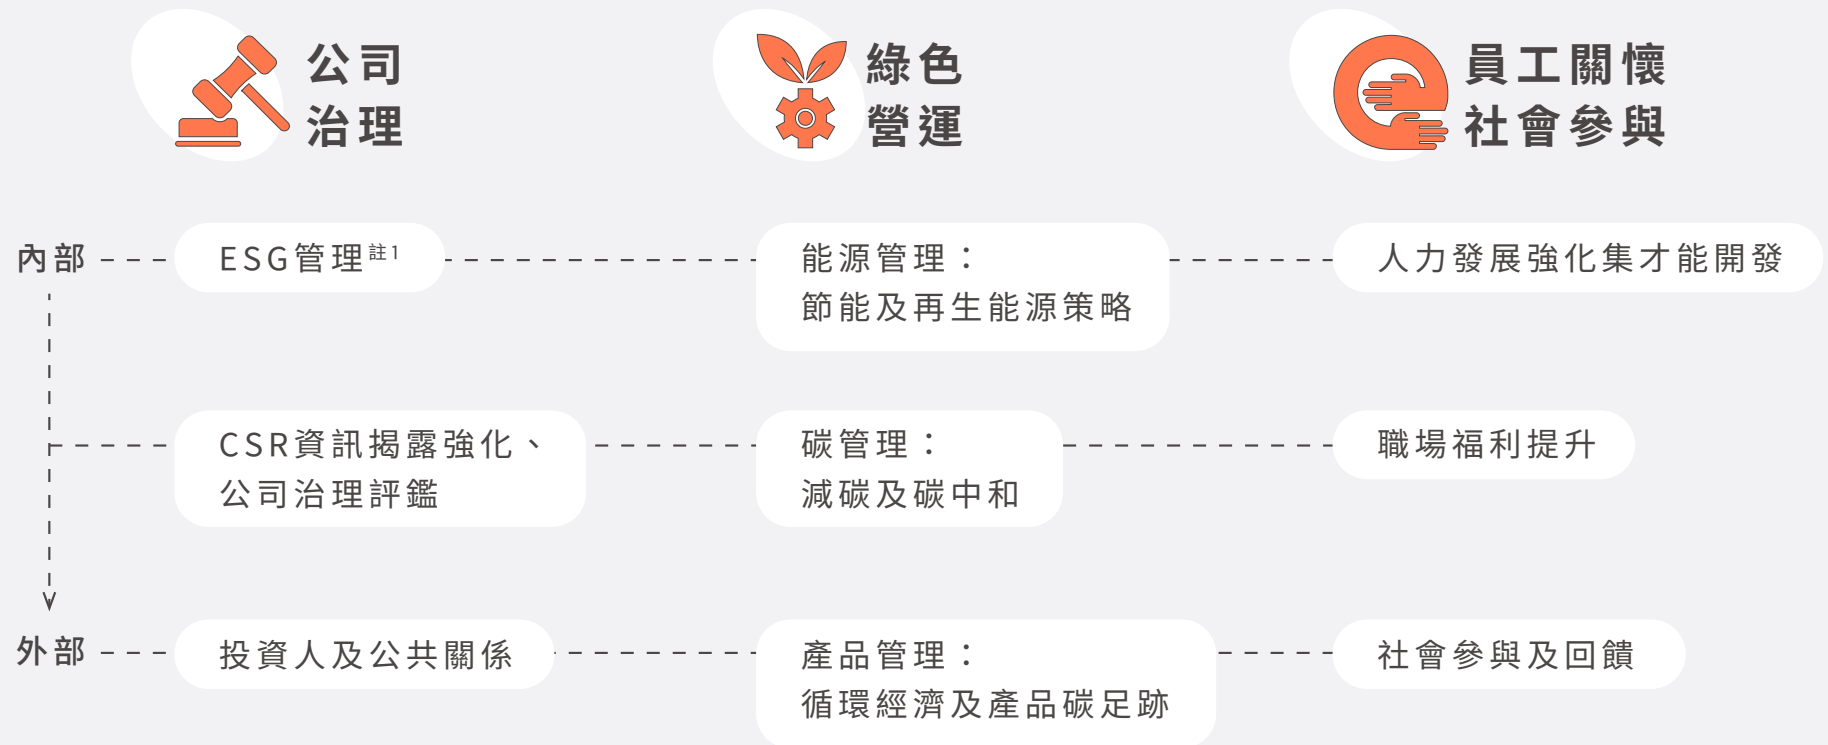 公司
治理
綠色
營運
員工關懷
社會參與
內部
ESG管理註1
能源管理：
節能及再生能源策略
人力發展強化集才能開發
CSR資訊揭露強化、
公司治理評鑑
碳管理：
減碳及碳中和
職場福利提升
外部
投資人及公共關係
產品管理：
循環經濟及產品碳足跡
社會參與及回饋